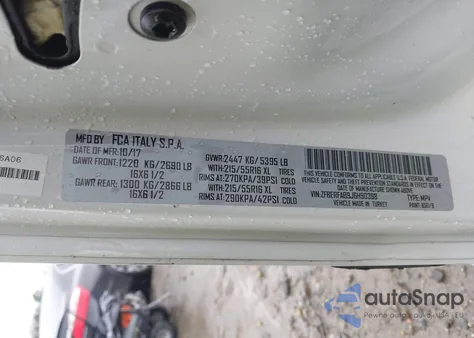 6A06
MFD BY FCA ITALY S.P.A.
DATE OF MFR: 10/17
GAWR FRONT: 1220 KG/2690 LB
16X6 1/2
GAWR REAR: 1300 KG/2866 LB
16X6 1/2
GVWR: 2447 KG/5395 LB
WITH: 215/55R16 XL TIRES
RIMS AT: 270KPA/39PSI COLD
WITH: 215/55R16 XL TIRES
RIMS AT: 290KPA/42PSI COLD
THIS VEHICLE CONFORMS TO ALL APPLICABLE U.S.A. FEDERAL MOTOR
VEHICLE SAFETY, BUMPER AND THEFT
PREVENTION STANDARDS IN EFFECT ON THE DATE
OF MANUFACTURE SHOWN ABOVE.
TYPE: MPV
VEHICLE MADE IN TURKEY
autoSnap